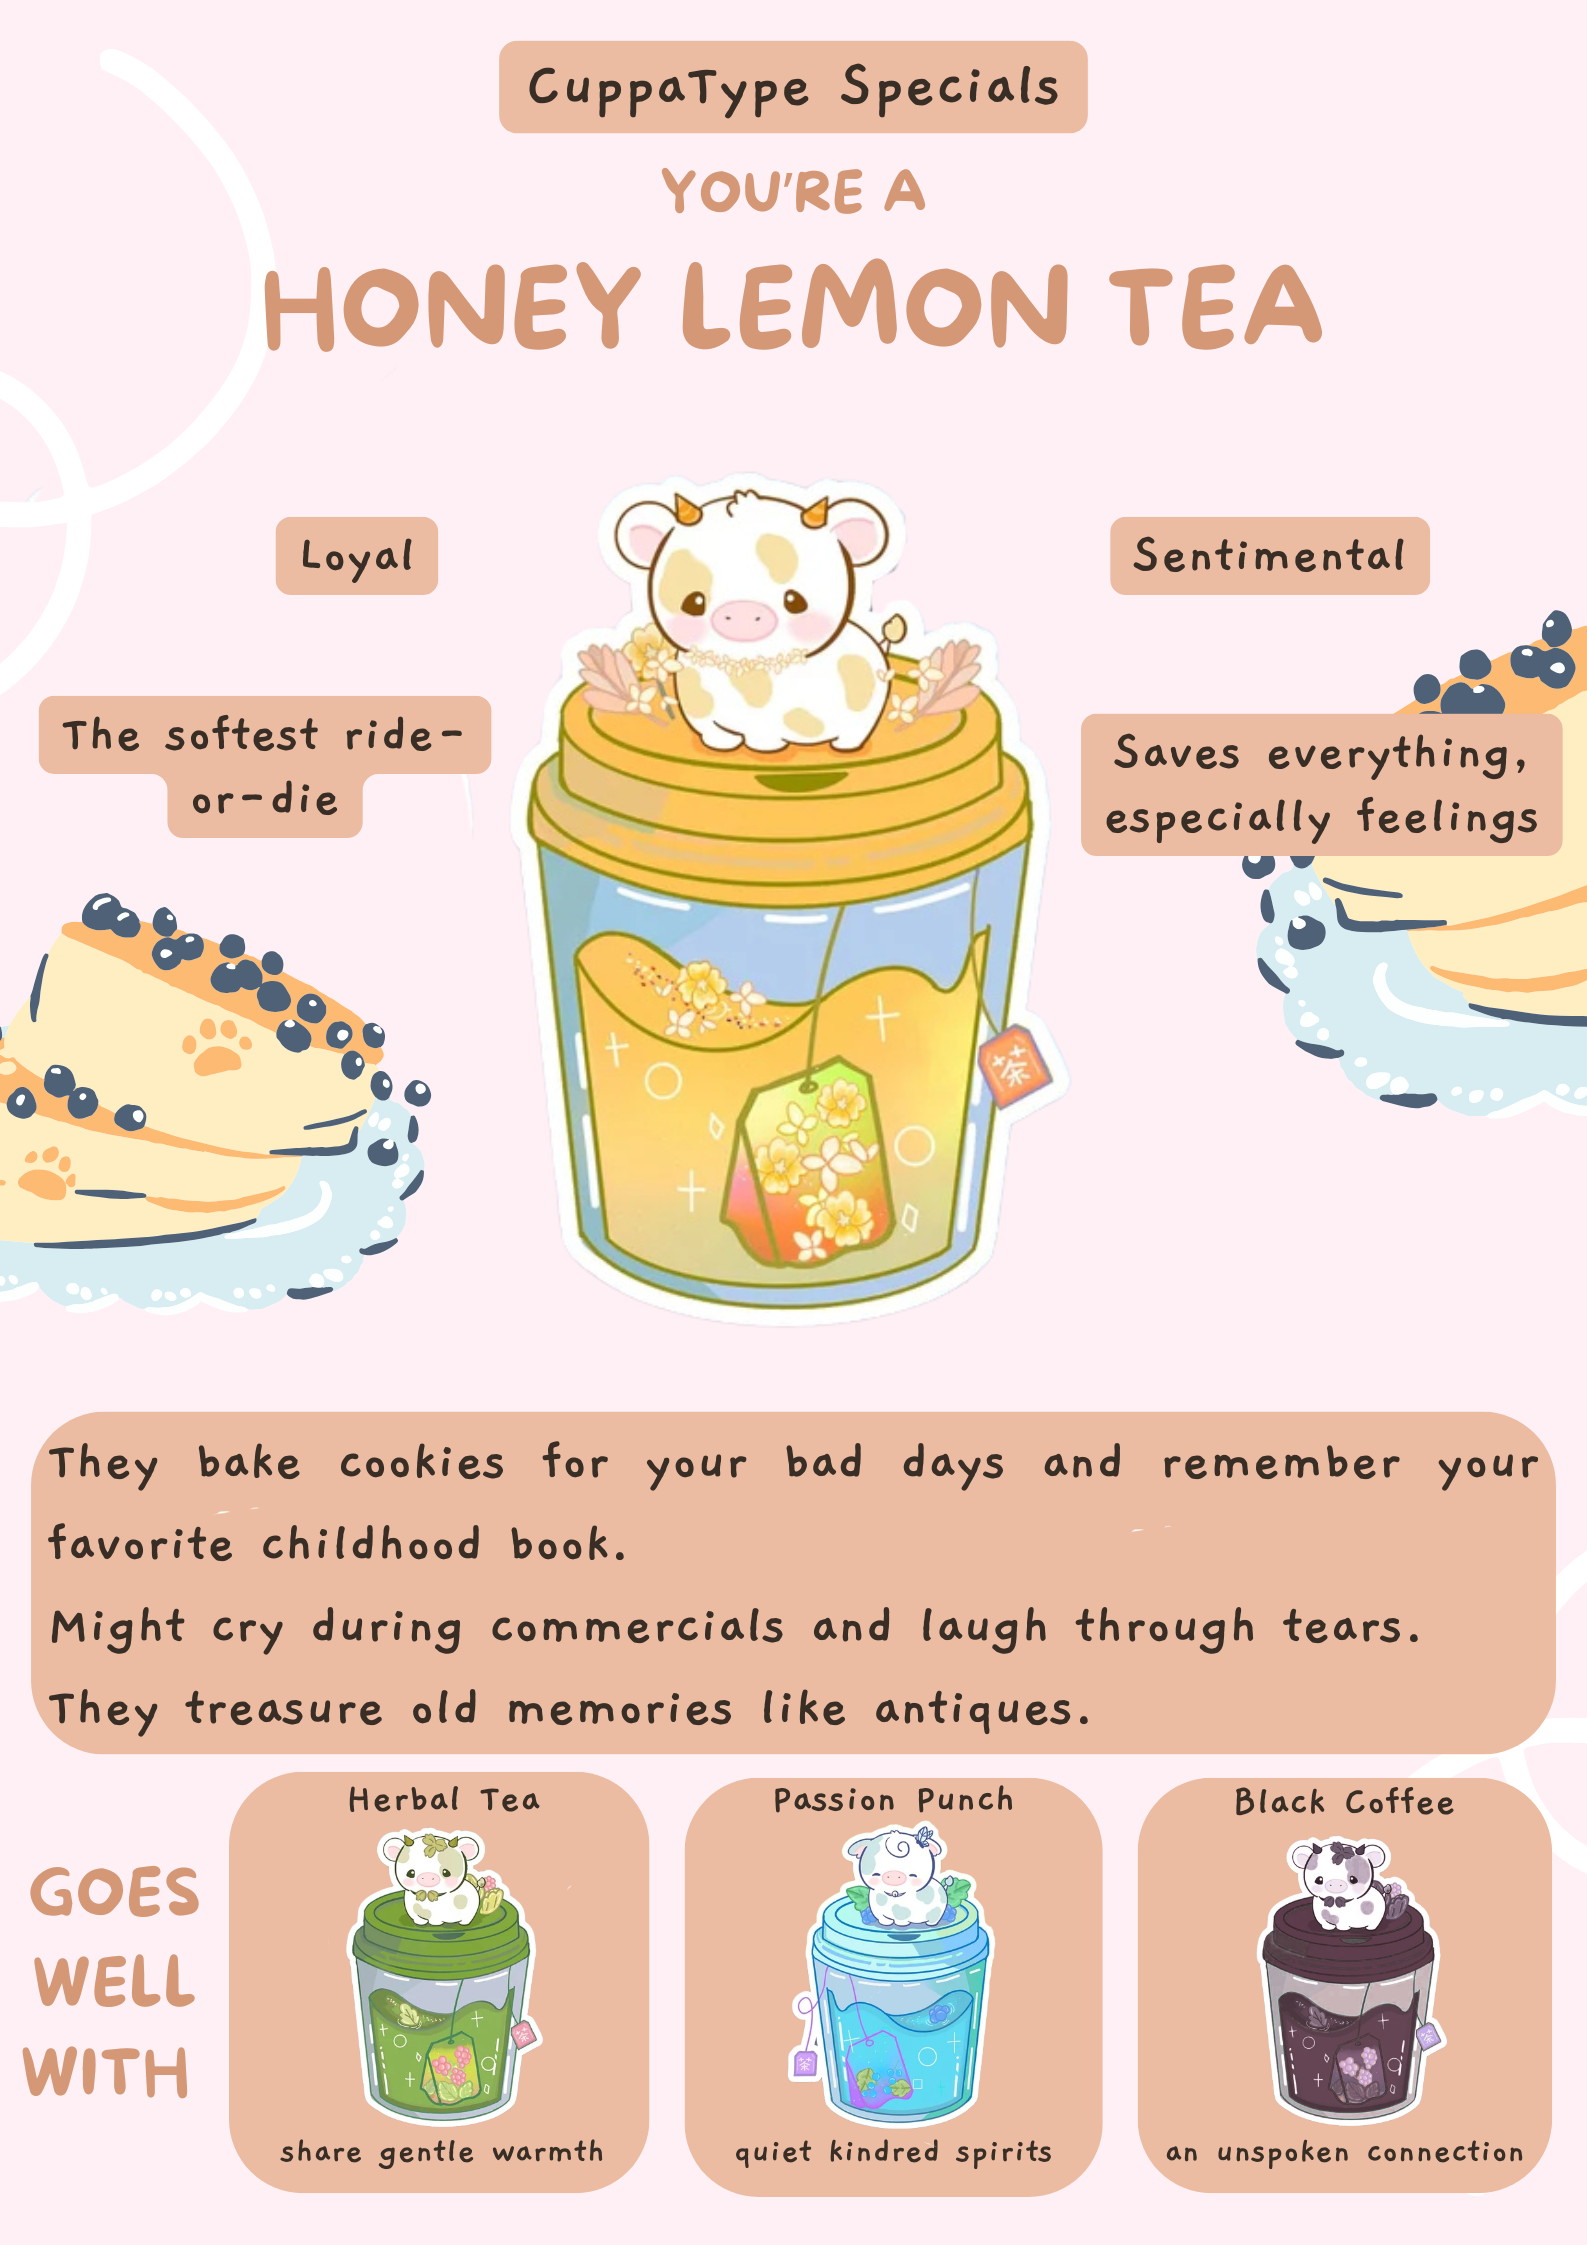 CuppaType Specials
YOU'RE A
HONEY LEMON TEA
Loyal
Sentimental
The softest ride-
or-die
Saves everything,
especially feelings
茶
They bake cookies for your bad days and remember your
favorite childhood book.
Might cry during commercials and laugh through tears.
They treasure old memories like antiques.
GOES
WELL
WITH
Herbal Tea
茶
share gentle warmth
Passion Punch
茶
quiet kindred spirits
Black Coffee
茶
an unspoken connection